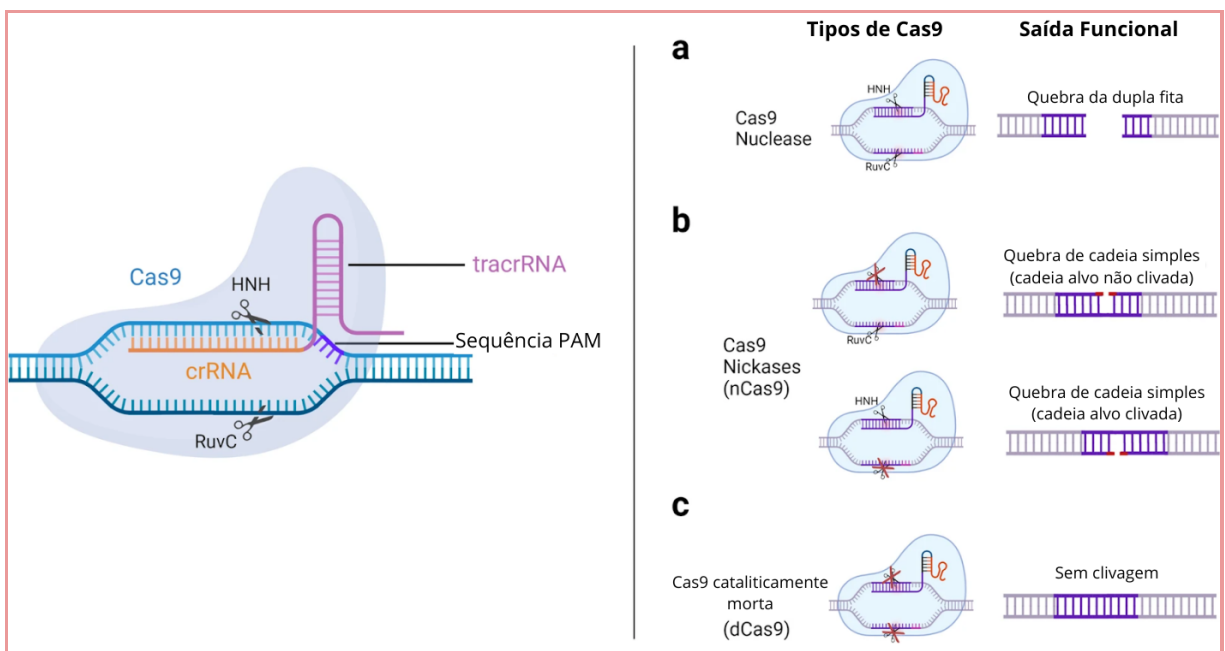 Cas9
HNH
tracrRNA
Sequência PAM
crRNA
RuvC
Tipos de Cas9
Saída Funcional
a
Cas9
Nuclease
HNH
RuvC
Quebra da dupla fita
b
Cas9
Nickases
(nCas9)
RuvC
Quebra de cadeia simples
(cadeia alvo não clivada)
HNH
Quebra de cadeia simples
(cadeia alvo clivada)
c
Cas9 cataliticamente
morta
(dCas9)
Sem clivagem